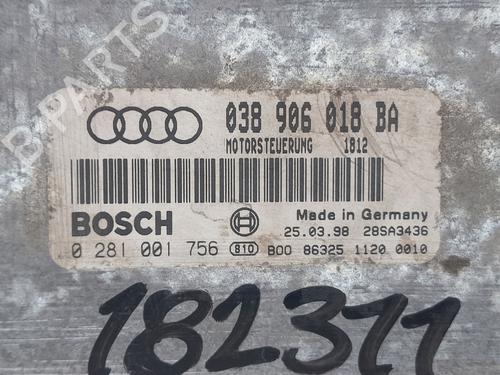 B-PARTS
038 906 018 BA
MOTORSTEUERUNG 1812
BOSCH
Made in Germany
25.03.98 28SA3436
0 281 001 756 810 B00 86325 1120 0010
182311